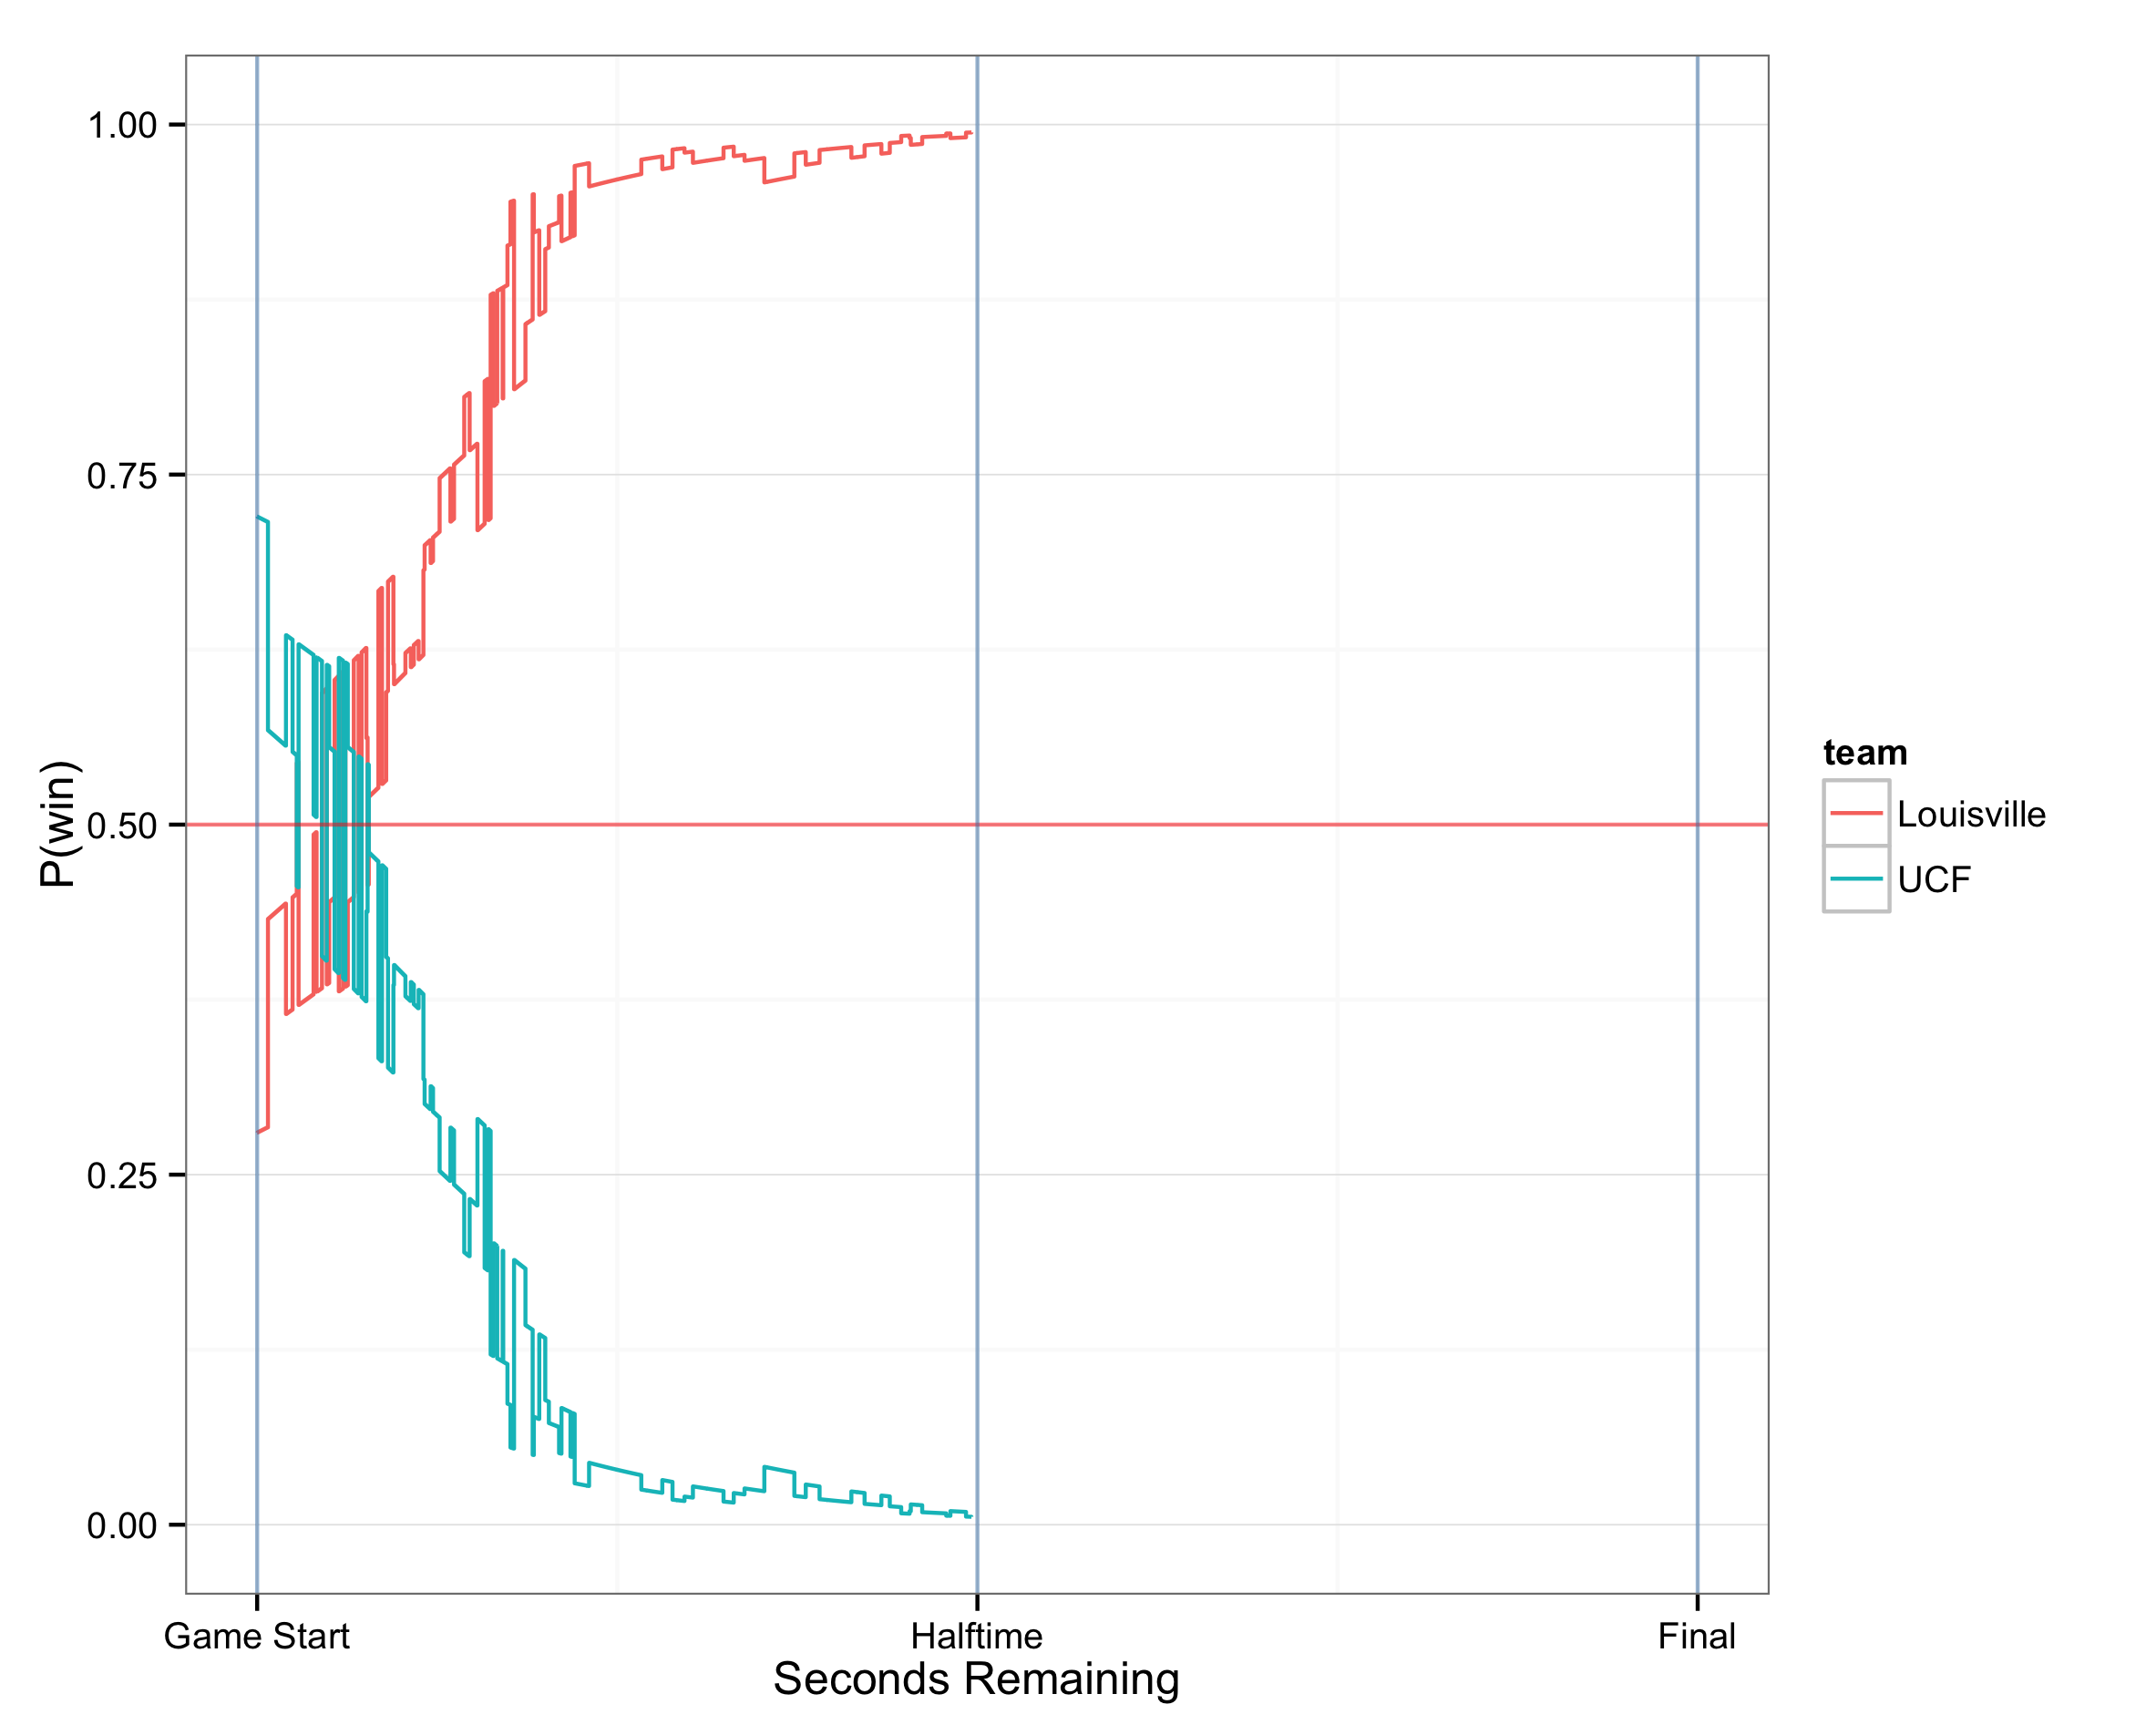 1.00
0.75
0.50
0.25
0.00
P(win)
Game Start
Halftime
Final
Seconds Remaining
team
Louisville
UCF